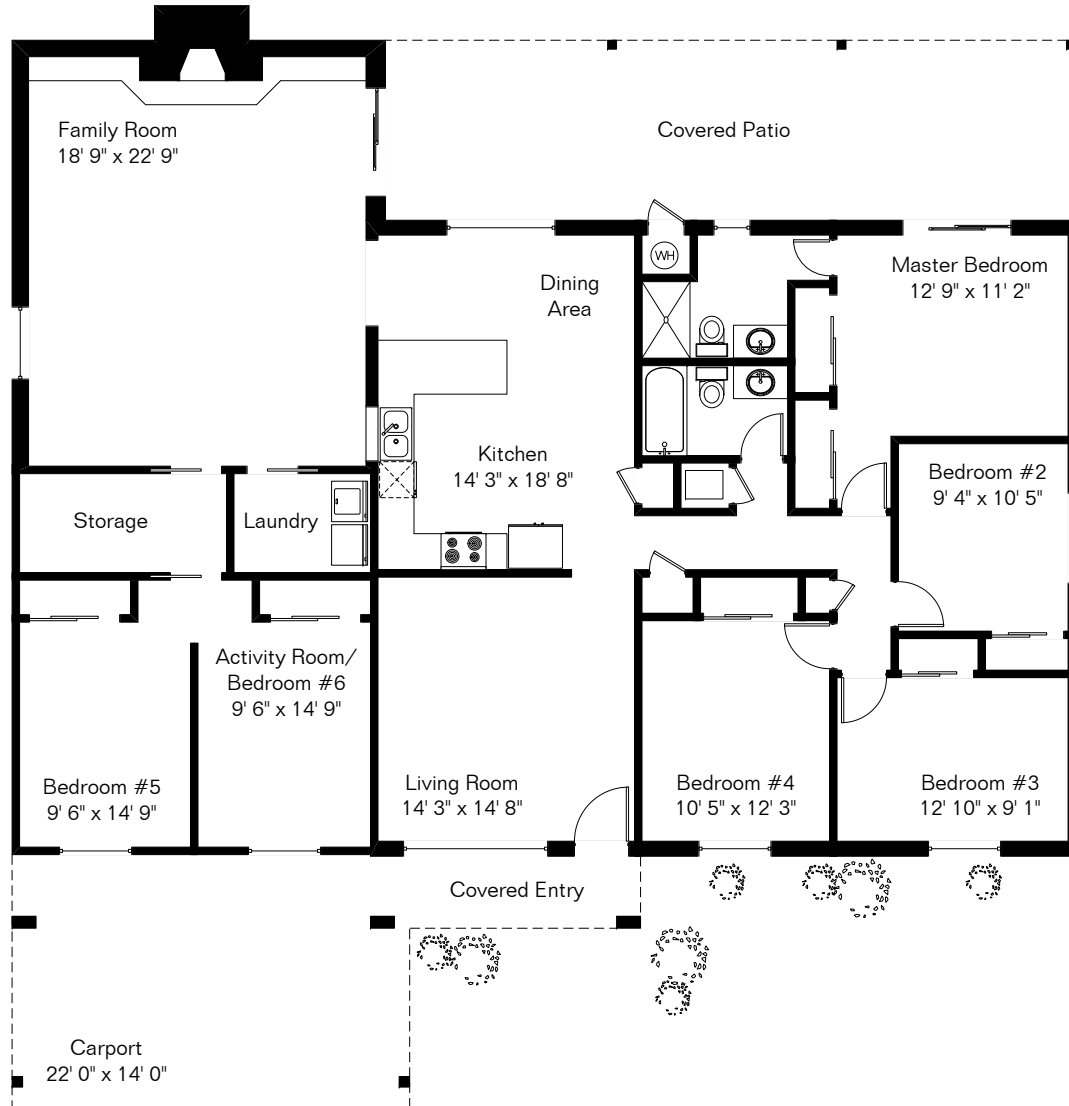 Family Room
18' 9" x 22' 9"
Covered Patio
WH
Master Bedroom
12' 9" x 11' 2"
Dining
Area
Kitchen
14' 3" x 18' 8"
Bedroom #2
9' 4" x 10' 5"
Storage
Laundry
Activity Room/
Bedroom #6
9' 6" x 14' 9"
Bedroom #5
9' 6" x 14' 9"
Living Room
14' 3" x 14' 8"
Bedroom #4
10' 5" x 12' 3"
Bedroom #3
12' 10" x 9' 1"
Covered Entry
Carport
22' 0" x 14' 0"